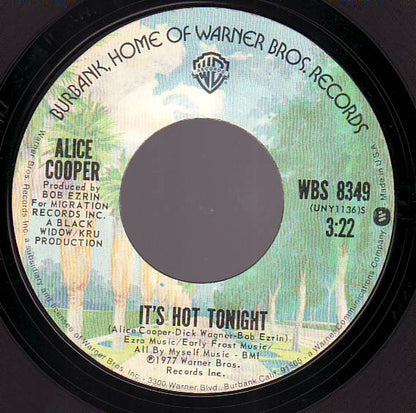 BURBANK, HOME OF WARNER BROS. RECORDS
ALICE
COOPER
Produced by
BOB EZRIN
For MIGRATION
RECORDS INC.
A BLACK
WIDOW/KRU
PRODUCTION
Made in U.S.A.
WBS 8349
(UNY1136)S
3:22
IT'S HOT TONIGHT
(Alice Cooper-Dick Wagner-Bob Ezrin)
Ezra Music/Early Frost Music/
All By Myself Music - BMI
℗1977 Warner Bros.
Records Inc.
Warner Bros. Records Inc., a subsidiary and licensee of Warner Bros. Inc., 3300 Warner Blvd., Burbank Calif. 91505 • a Warner Communications Company